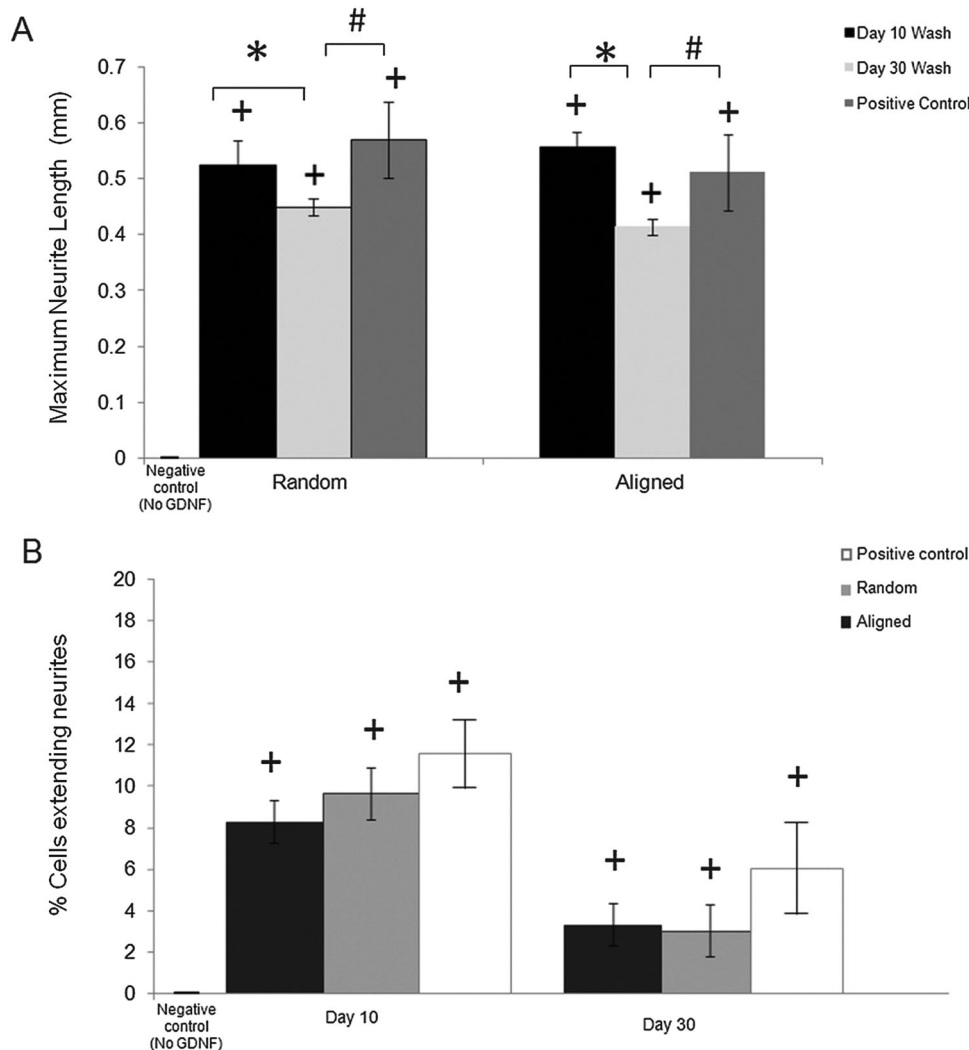 A
Maximum Neurite Length (mm)
0.7
0.6
0.5
0.4
0.3
0.2
0.1
0
* # * #
+ + + + + +
Day 10 Wash
Day 30 Wash
Positive Control
Negative
control
(No GDNF)
Random
Aligned
B
% Cells extending neurites
20
18
16
14
12
10
8
6
4
2
0
+ + + + + +
Positive control
Random
Aligned
Negative
control
(No GDNF)
Day 10
Day 30